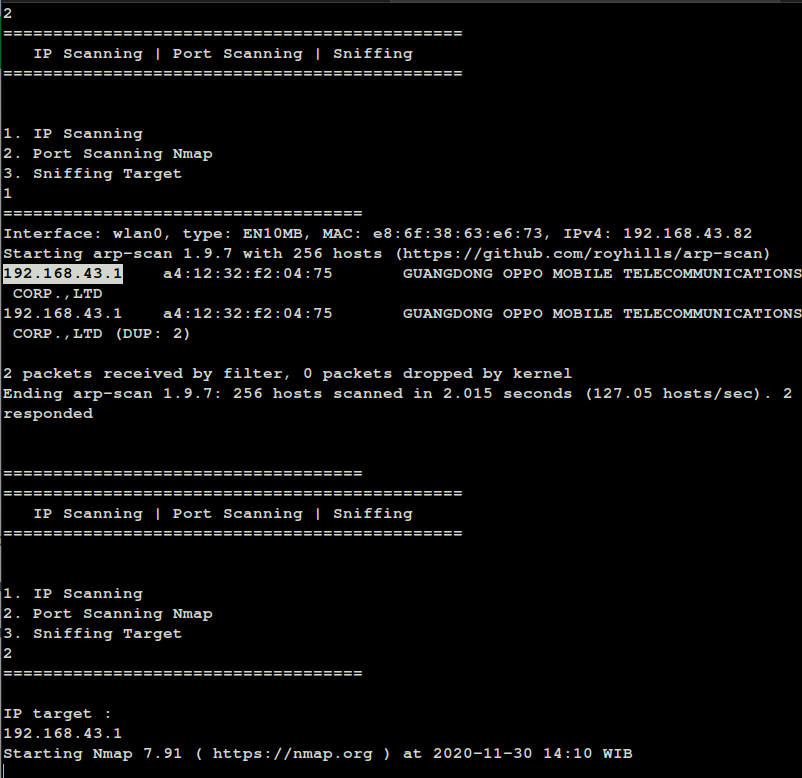 2
==============================================
   IP Scanning | Port Scanning | Sniffing
==============================================
1. IP Scanning
2. Port Scanning Nmap
3. Sniffing Target
1
====================================
Interface: wlan0, type: EN10MB, MAC: e8:6f:38:63:e6:73, IPv4: 192.168.43.82
Starting arp-scan 1.9.7 with 256 hosts (https://github.com/royhills/arp-scan)
192.168.43.1    a4:12:32:f2:04:75       GUANGDONG OPPO MOBILE TELECOMMUNICATIONS
 CORP.,LTD
192.168.43.1    a4:12:32:f2:04:75       GUANGDONG OPPO MOBILE TELECOMMUNICATIONS
 CORP.,LTD (DUP: 2)
2 packets received by filter, 0 packets dropped by kernel
Ending arp-scan 1.9.7: 256 hosts scanned in 2.015 seconds (127.05 hosts/sec). 2
responded
====================================
==============================================
   IP Scanning | Port Scanning | Sniffing
==============================================
1. IP Scanning
2. Port Scanning Nmap
3. Sniffing Target
2
====================================
IP target :
192.168.43.1
Starting Nmap 7.91 ( https://nmap.org ) at 2020-11-30 14:10 WIB